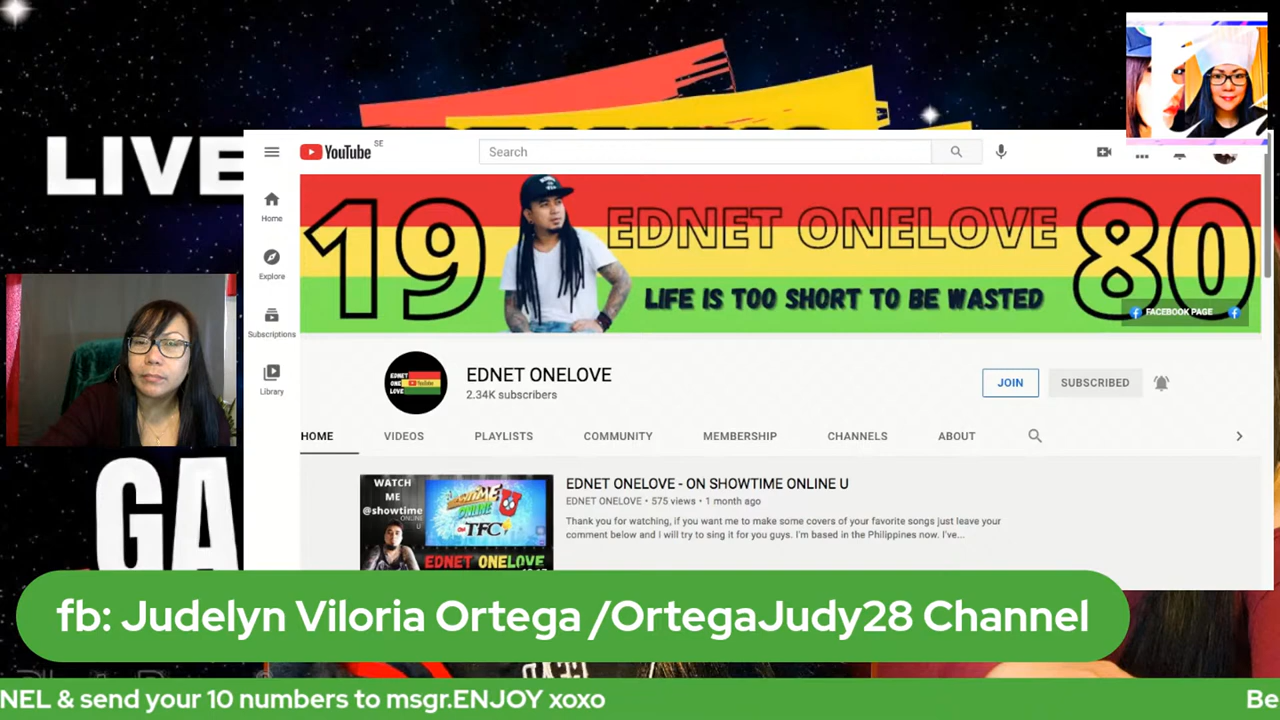 LIVE
YouTube SE
Search
Home
Explore
Subscriptions
Library
19 EDNET ONELOVE 80
LIFE IS TOO SHORT TO BE WASTED
FACEBOOK PAGE
EDNET ONELOVE
2.34K subscribers
JOIN
SUBSCRIBED
HOME VIDEOS PLAYLISTS COMMUNITY MEMBERSHIP CHANNELS ABOUT
WATCH
ME
@showtime
ONLINE
U
TFC
EDNET ONELOVE
EDNET ONELOVE - ON SHOWTIME ONLINE U
EDNET ONELOVE • 575 views • 1 month ago
Thank you for watching, if you want me to make some covers of your favorite songs just leave your
comment below and I will try to sing it for you guys. I'm based in the Philippines now. I've...
GA
fb: Judelyn Viloria Ortega /OrtegaJudy28 Channel
NEL & send your 10 numbers to msgr.ENJOY xoxo
Be